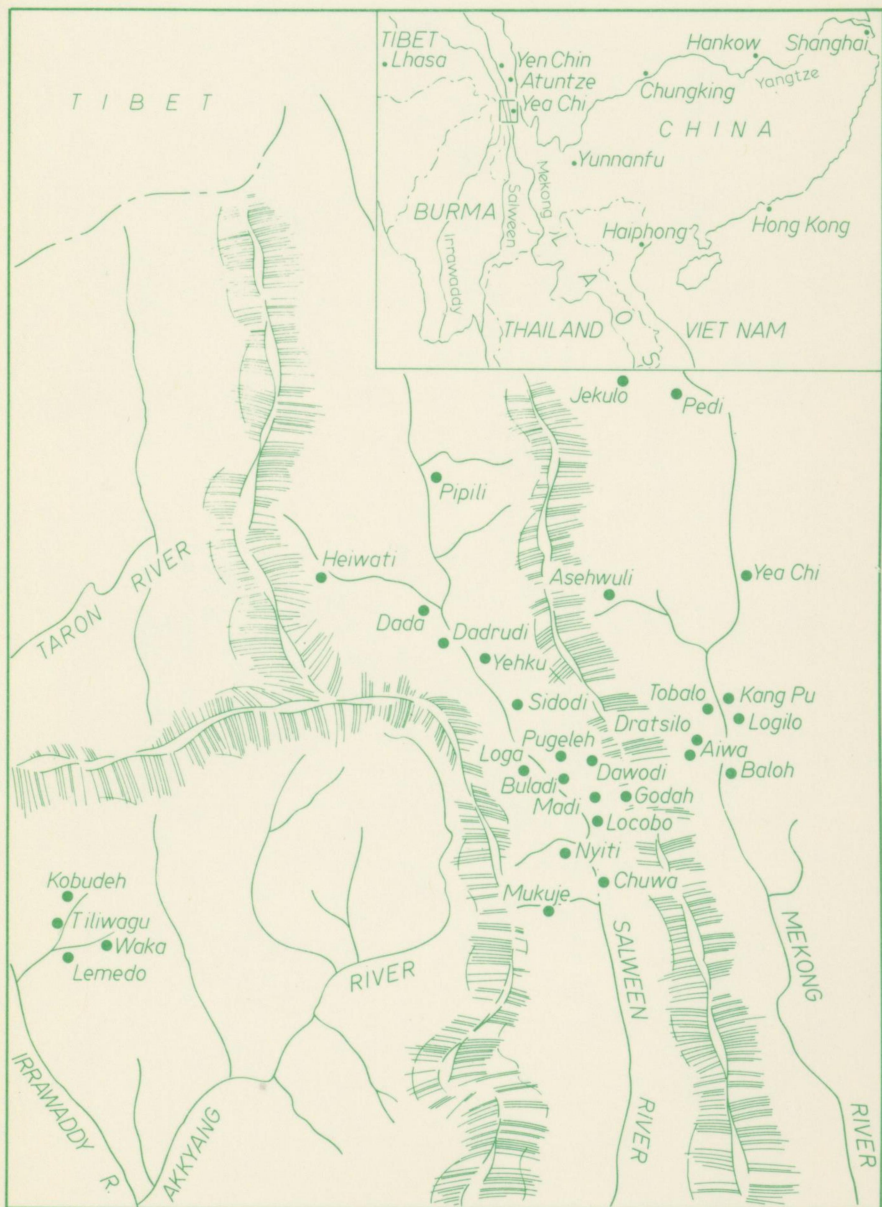 TIBET
Lhasa
Yen Chin
Atuntze
Yea Chi
Hankow
Shanghai
Chungking
Yangtze
CHINA
Yunnanfu
BURMA
Salween
Mekong
Irrawaddy
Haiphong
Hong Kong
LAOS
THAILAND
VIET NAM
TIBET
Jekulo
Pedi
Pipili
TARON RIVER
Heiwati
Asehwuli
Yea Chi
Dada
Dadrudi
Yehku
Sidodi
Tobalo
Kang Pu
Dratsilo
Logilo
Pugeleh
Aiwa
Loga
Dawodi
Baloh
Buladi
Madi
Godah
Locobo
Nyiti
Kobudeh
Chuwa
Mukuje
Tiliwagu
Waka
Lemedo
RIVER
SALWEEN
RIVER
MEKONG
RIVER
IRRAWADDY
R.
AKKYANG